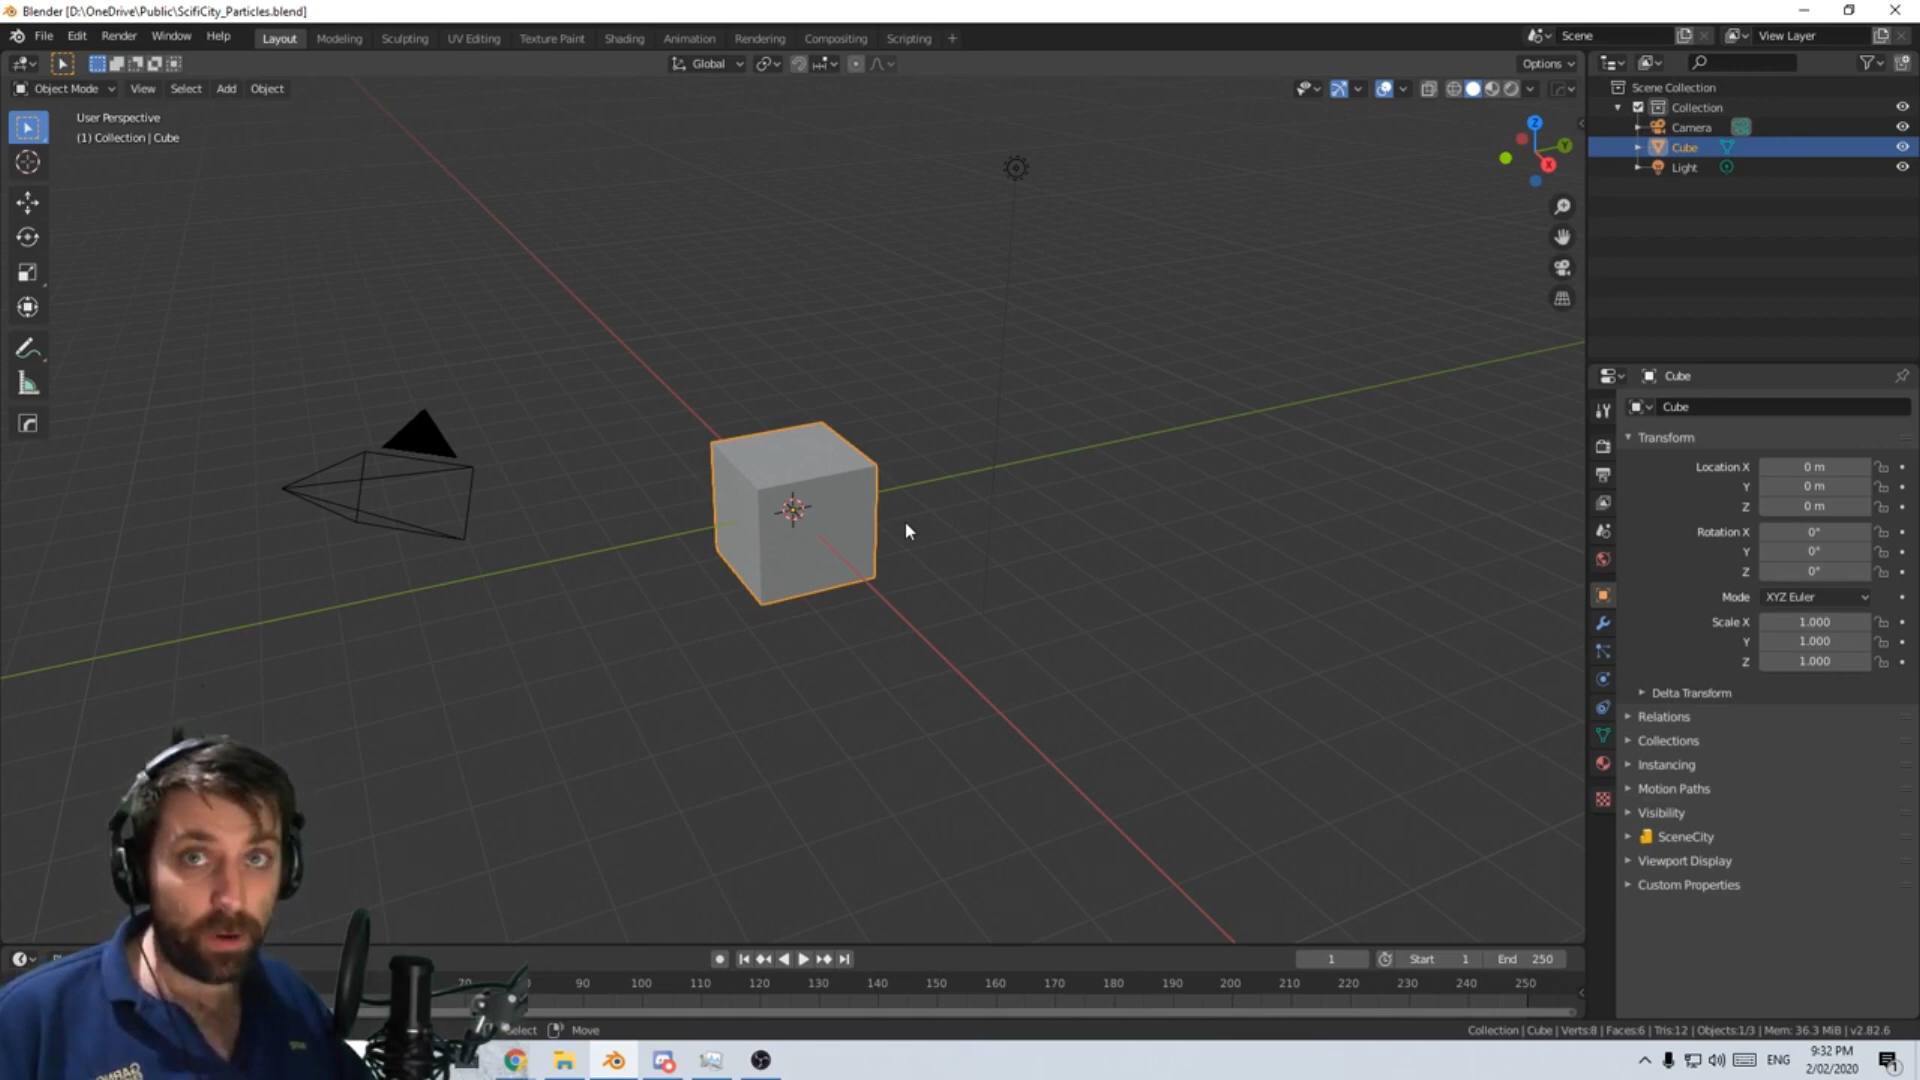 Blender [D:\OneDrive\Public\ScifiCity_Particles.blend]
File Edit Render Window Help Layout Modeling Sculpting UV Editing Texture Paint Shading Animation Rendering Compositing Scripting + Scene View Layer
Global Options
Object Mode View Select Add Object
User Perspective
(1) Collection | Cube
Z
Y
X
Scene Collection
Collection
Camera
Cube
Light
Cube
Cube
Transform
Location X 0 m
Y 0 m
Z 0 m
Rotation X 0°
Y 0°
Z 0°
Mode XYZ Euler
Scale X 1.000
Y 1.000
Z 1.000
Delta Transform
Relations
Collections
Instancing
Motion Paths
Visibility
SceneCity
Viewport Display
Custom Properties
1 Start 1 End 250
70 90 100 110 120 130 140 150 160 170 180 190 200 210 220 230 240 250
Select Move
Collection | Cube | Verts:8 | Faces:6 | Tris:12 | Objects:1/3 | Mem: 36.3 MiB | v2.82.6
ENG
9:32 PM
2/02/2020
1